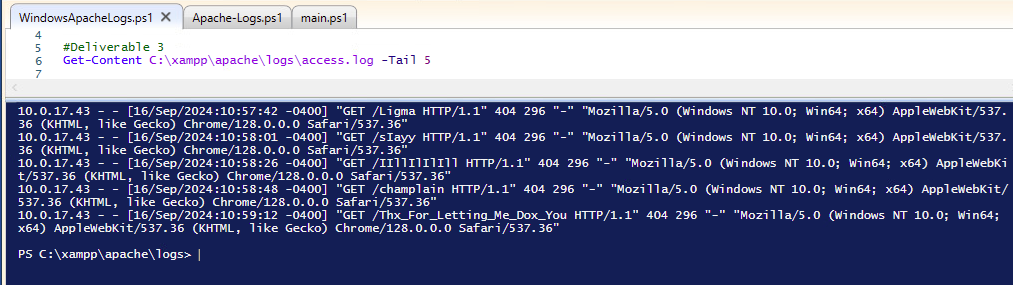 WindowsApacheLogs.ps1 X Apache-Logs.ps1 main.ps1
4
5 #Deliverable 3
6 Get-Content C:\xampp\apache\logs\access.log -Tail 5
7
10.0.17.43 - - [16/Sep/2024:10:57:42 -0400] "GET /Ligma HTTP/1.1" 404 296 "-" "Mozilla/5.0 (Windows NT 10.0; Win64; x64) AppleWebKit/537.
36 (KHTML, like Gecko) Chrome/128.0.0.0 Safari/537.36"
10.0.17.43 - - [16/Sep/2024:10:58:01 -0400] "GET /sIayy HTTP/1.1" 404 296 "-" "Mozilla/5.0 (Windows NT 10.0; Win64; x64) AppleWebKit/537.
36 (KHTML, like Gecko) Chrome/128.0.0.0 Safari/537.36"
10.0.17.43 - - [16/Sep/2024:10:58:26 -0400] "GET /IIllIlIlIll HTTP/1.1" 404 296 "-" "Mozilla/5.0 (Windows NT 10.0; Win64; x64) AppleWebKi
t/537.36 (KHTML, like Gecko) Chrome/128.0.0.0 Safari/537.36"
10.0.17.43 - - [16/Sep/2024:10:58:48 -0400] "GET /champlain HTTP/1.1" 404 296 "-" "Mozilla/5.0 (Windows NT 10.0; Win64; x64) AppleWebKit/
537.36 (KHTML, like Gecko) Chrome/128.0.0.0 Safari/537.36"
10.0.17.43 - - [16/Sep/2024:10:59:12 -0400] "GET /Thx_For_Letting_Me_Dox_You HTTP/1.1" 404 296 "-" "Mozilla/5.0 (Windows NT 10.0; Win64; 
x64) AppleWebKit/537.36 (KHTML, like Gecko) Chrome/128.0.0.0 Safari/537.36"
PS C:\xampp\apache\logs>